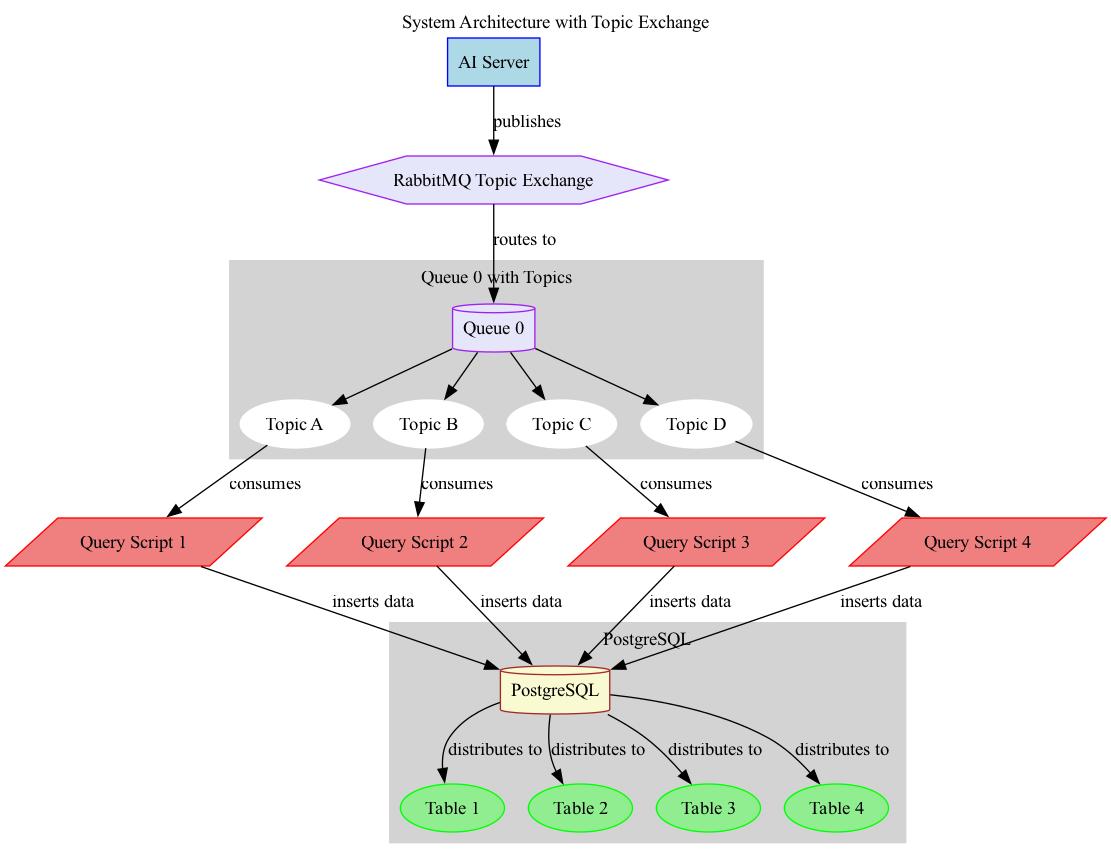 System Architecture with Topic Exchange
AI Server
publishes
RabbitMQ Topic Exchange
routes to
Queue 0 with Topics
Queue 0
Topic A
Topic B
Topic C
Topic D
consumes
consumes
consumes
consumes
Query Script 1
Query Script 2
Query Script 3
Query Script 4
inserts data
inserts data
inserts data
inserts data
PostgreSQL
PostgreSQL
distributes to
distributes to
distributes to
distributes to
Table 1
Table 2
Table 3
Table 4